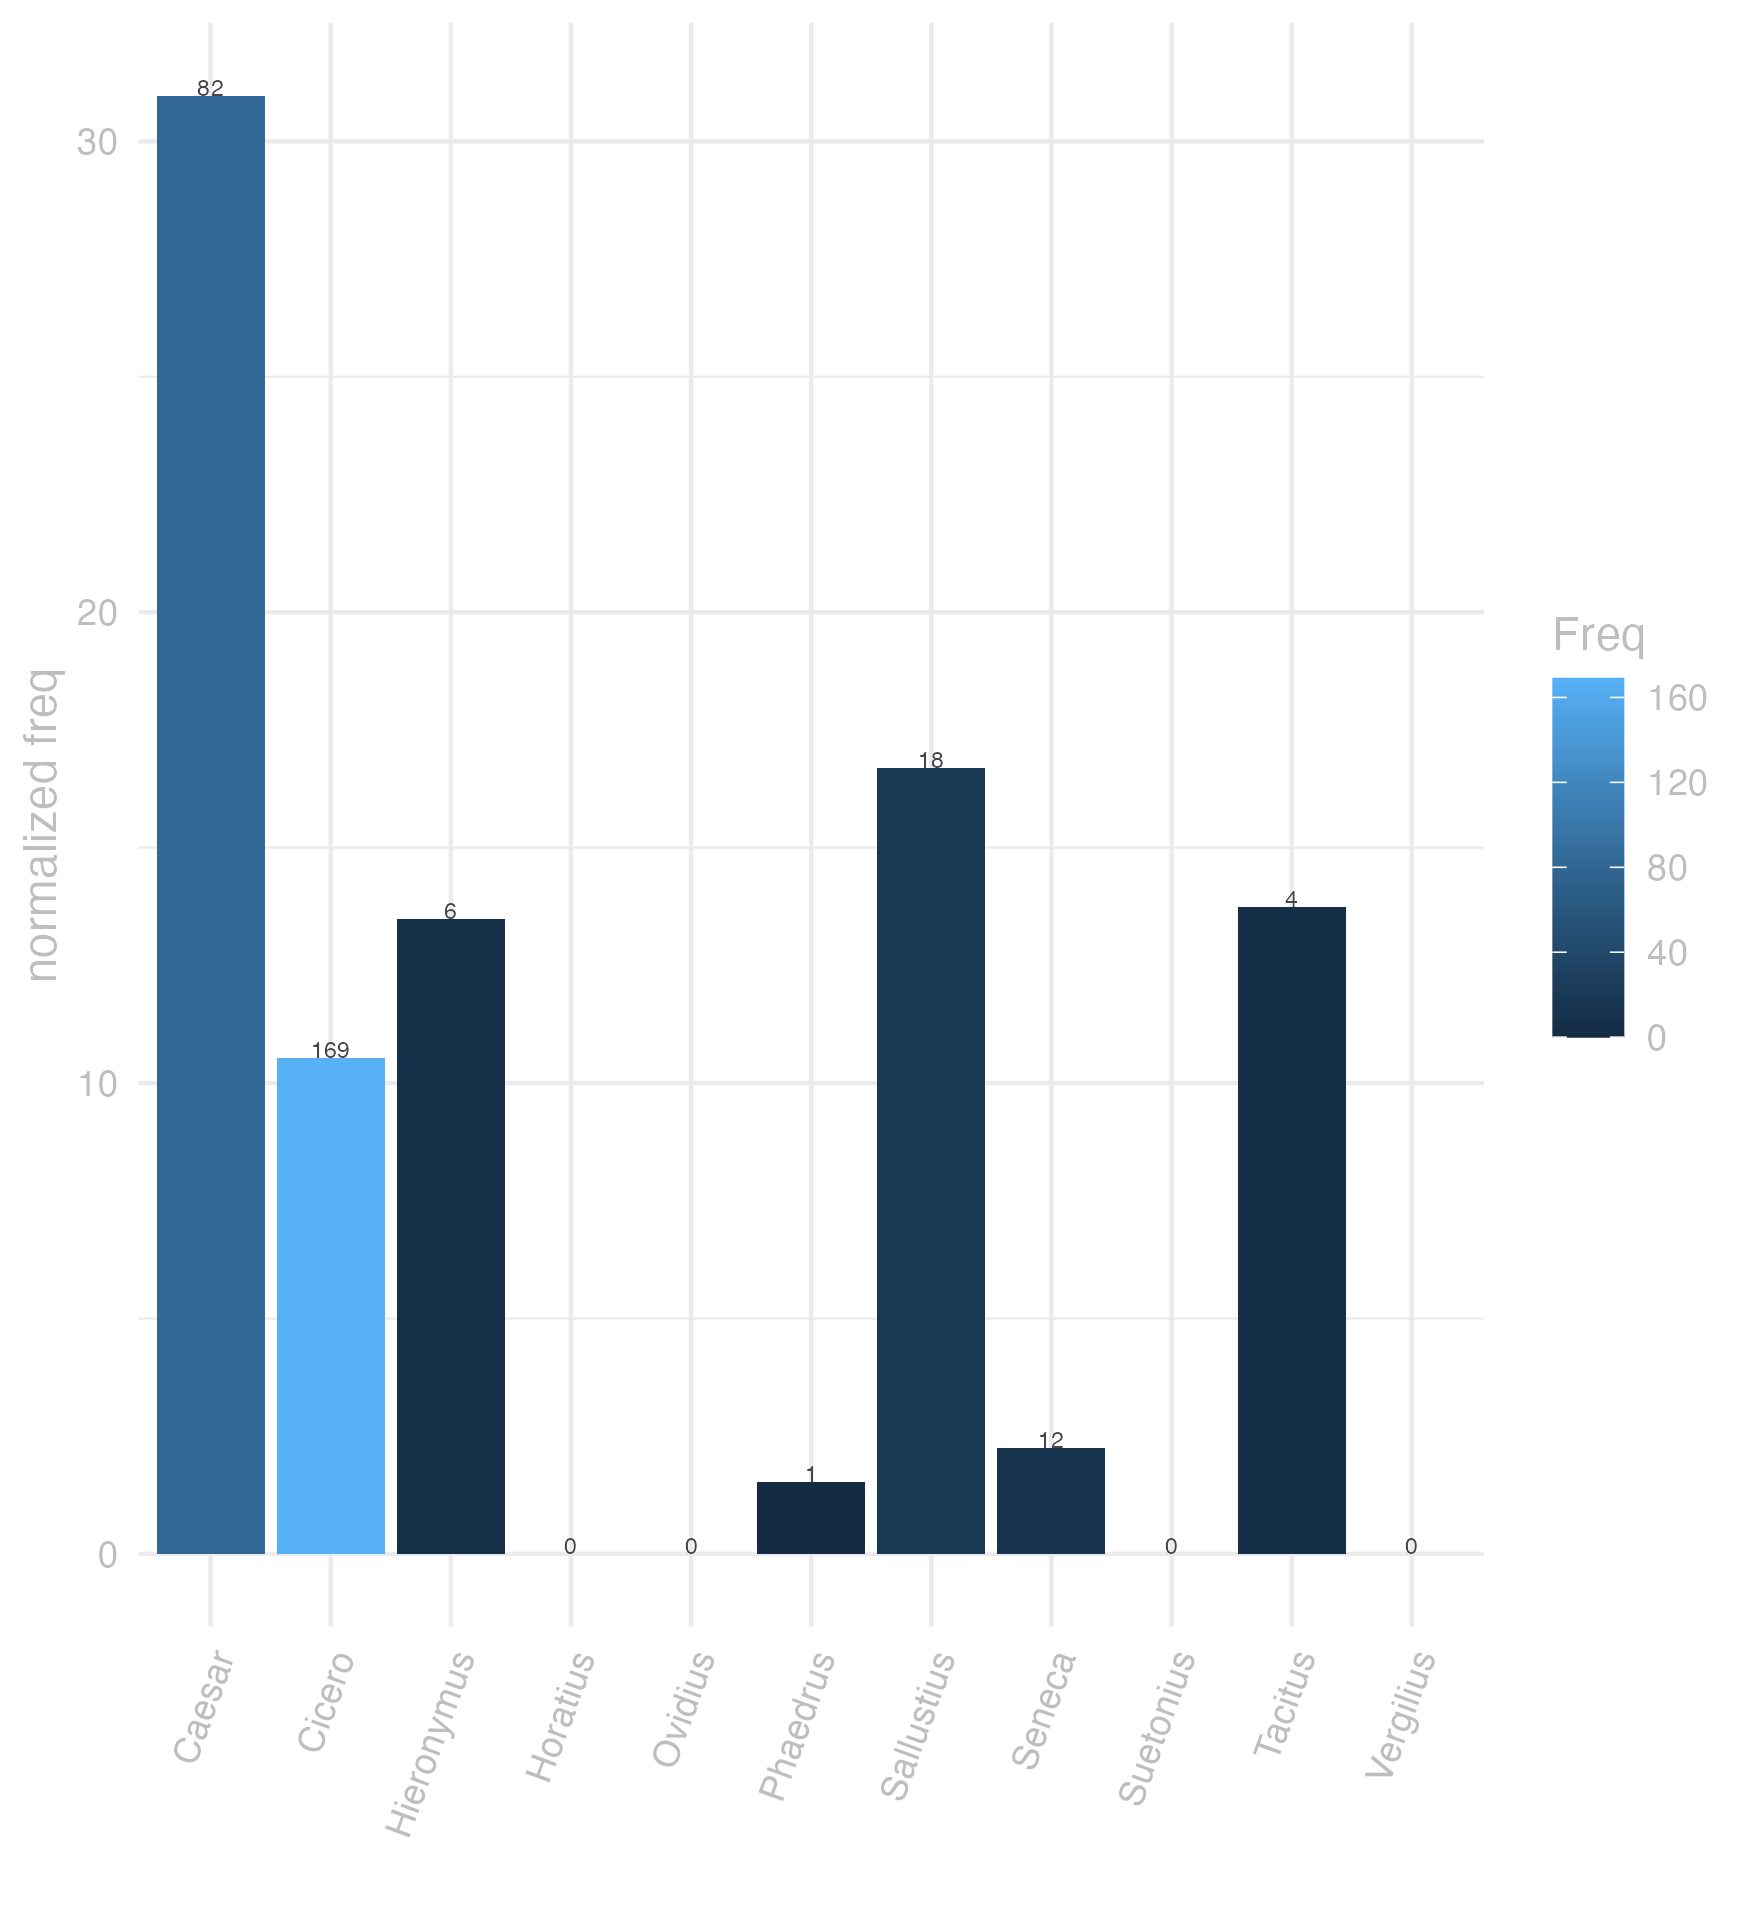 82
30
20
Freq
160
normalized freq
18
120
80
6
4
40
169
0
10
12
1
0
0
0
0
0
Caesar
Cicero
Hieronymus
Horatius
Ovidius
Phaedrus
Sallustius
Seneca
Suetonius
Tacitus
Vergilius